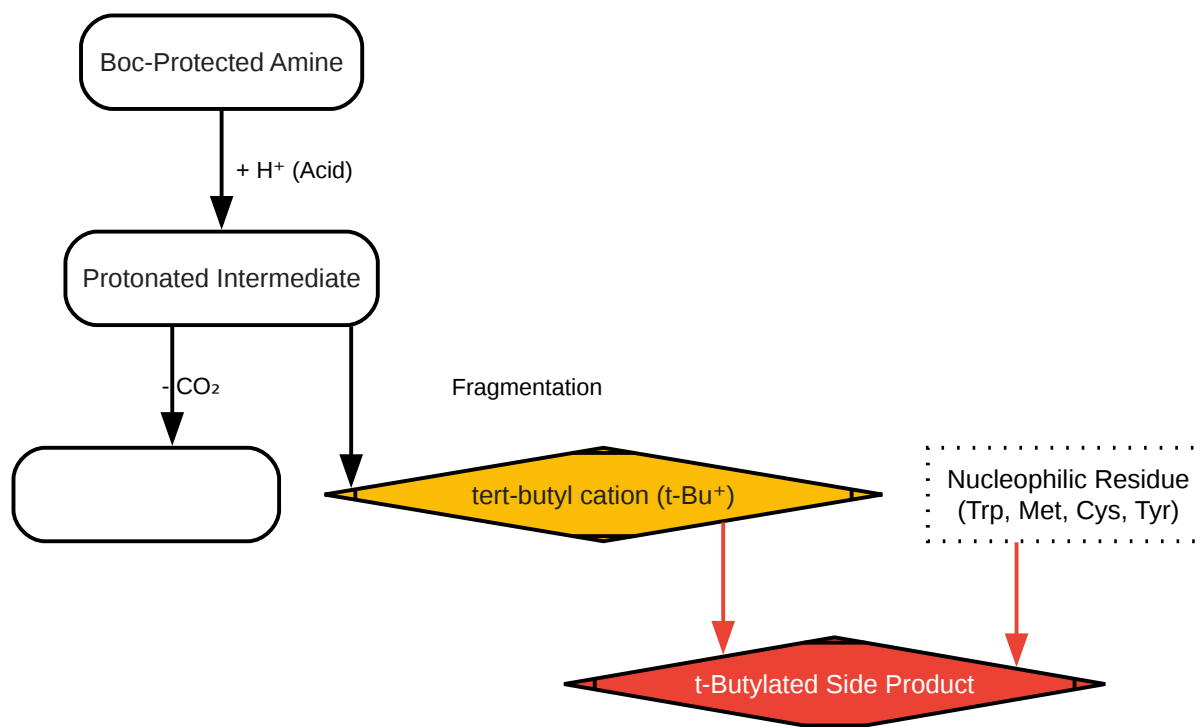 Boc-Protected Amine
+ H⁺ (Acid)
Protonated Intermediate
- CO₂
Fragmentation
tert-butyl cation (t-Bu⁺)
Nucleophilic Residue
(Trp, Met, Cys, Tyr)
t-Butylated Side Product